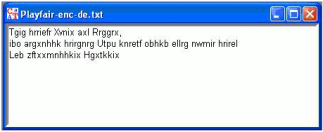 Playfair-enc-de.txt
Tgig hrriefr Xvnix axl Rrggrx,
ibo argxnhhk hrirgnrg Utpu knretf obhkb ellrg nwmir hrirel
Leb zftxxmnhhkix Hgxtkkix